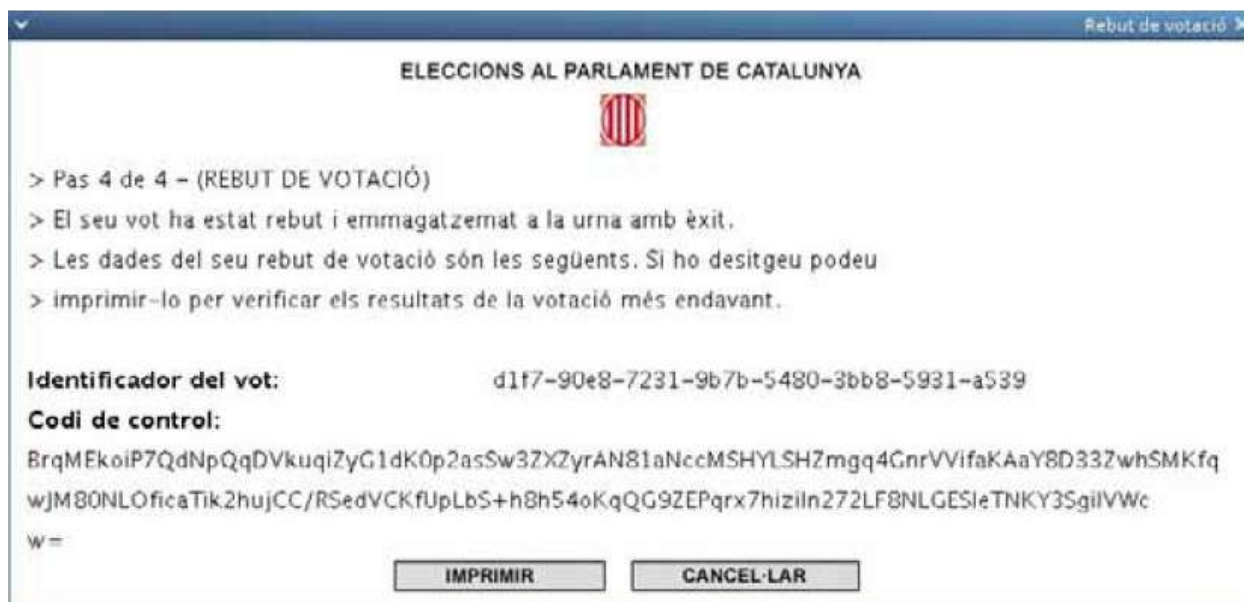 Rebut de votació
ELECCIONS AL PARLAMENT DE CATALUNYA
> Pas 4 de 4 – (REBUT DE VOTACIÓ)
> El seu vot ha estat rebut i emmagatzemat a la urna amb èxit.
> Les dades del seu rebut de votació són les següents. Si ho desitgeu podeu
> imprimir-lo per verificar els resultats de la votació més endavant.
Identificador del vot: d1f7-90e8-7231-9b7b-5480-3bb8-5931-a539
Codi de control:
BrqMEkoiP7QdNpQqDVkuqiZyG1dK0p2asSw3ZXZyrAN81aNccMSHYLSHZmgq4GnrVVifaKAaY8D33ZwhSMKfq
wJM80NLOficaTik2hujCC/RSedVCKfUpLbS+h8h54oKqQG9ZEPqrx7hiziIn272LF8NLGESIeTNKY3SgiIVWc
w=
IMPRIMIR CANCEL·LAR